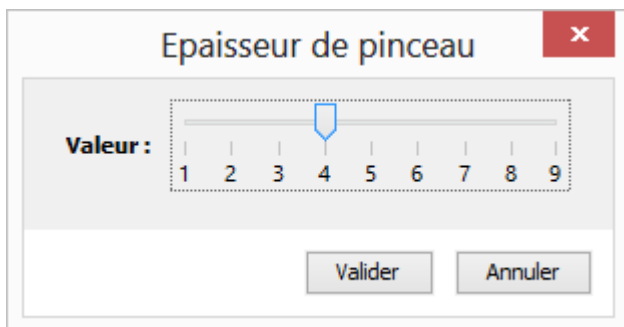 Epaisseur de pinceau
Valeur :
1 2 3 4 5 6 7 8 9
Valider Annuler